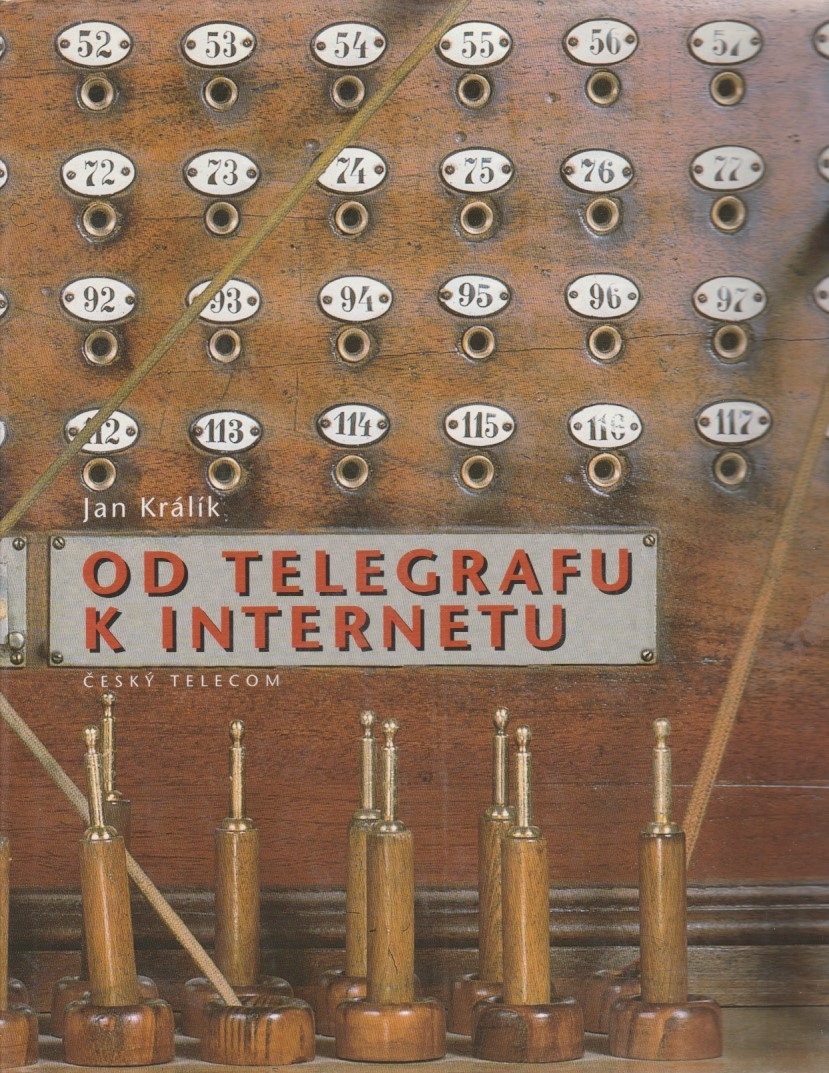 52 53 54 55 56 57
72 73 74 75 76 77
92 93 94 95 96 97
112 113 114 115 116 117
Jan Králík
OD TELEGRAFU
K INTERNETU
ČESKÝ TELECOM